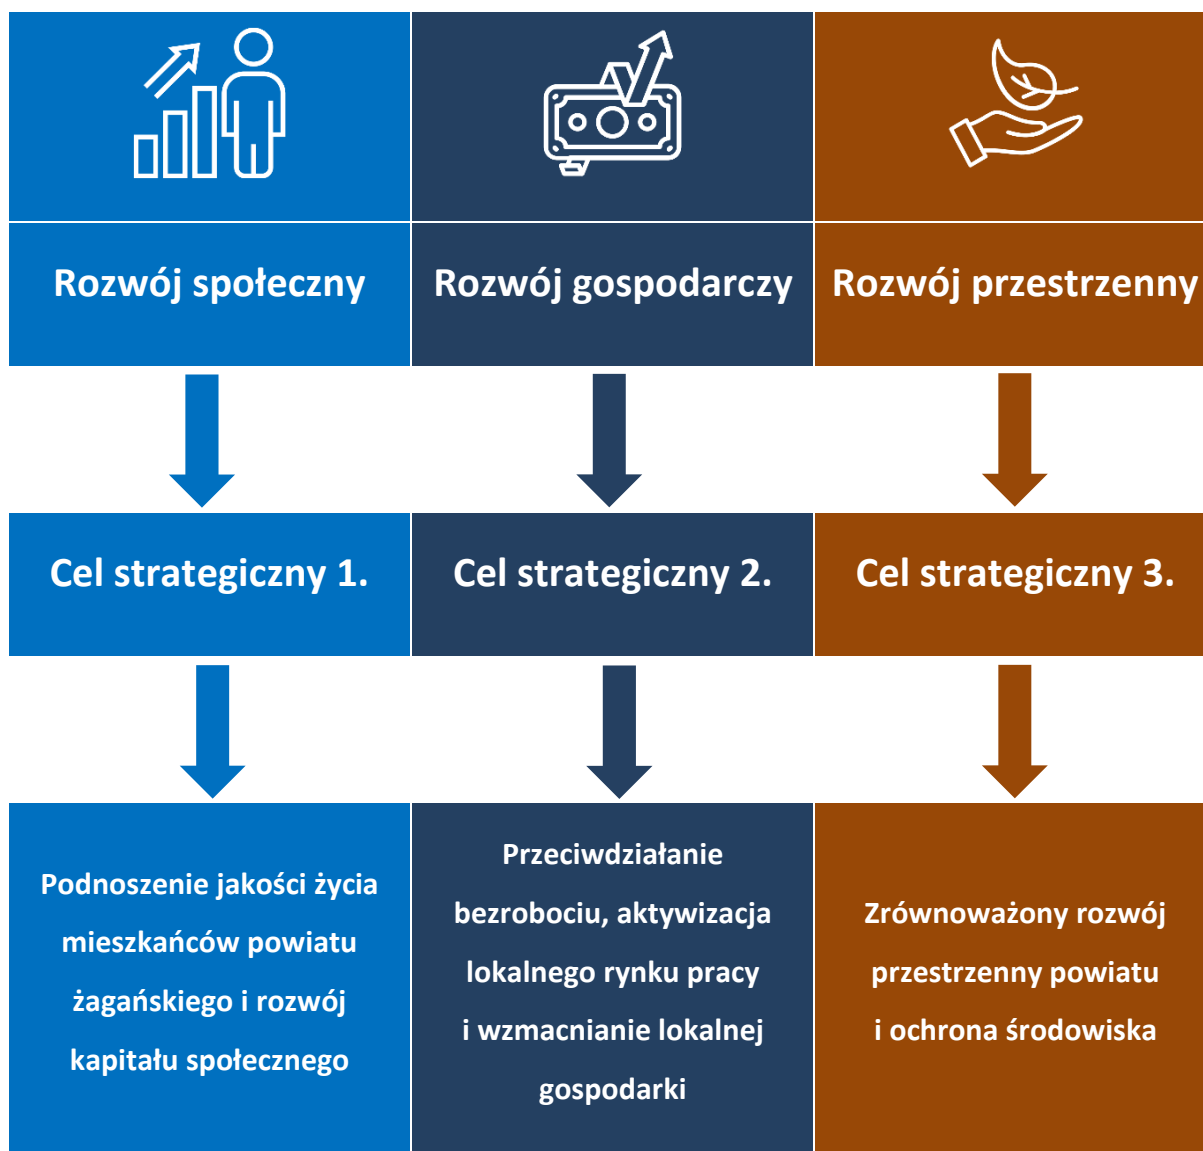 Rozwój społeczny
Rozwój gospodarczy
Rozwój przestrzenny
Cel strategiczny 1.
Cel strategiczny 2.
Cel strategiczny 3.
Podnoszenie jakości życia
mieszkańców powiatu
żagańskiego i rozwój
kapitału społecznego
Przeciwdziałanie
bezrobociu, aktywizacja
lokalnego rynku pracy
i wzmacnianie lokalnej
gospodarki
Zrównoważony rozwój
przestrzenny powiatu
i ochrona środowiska